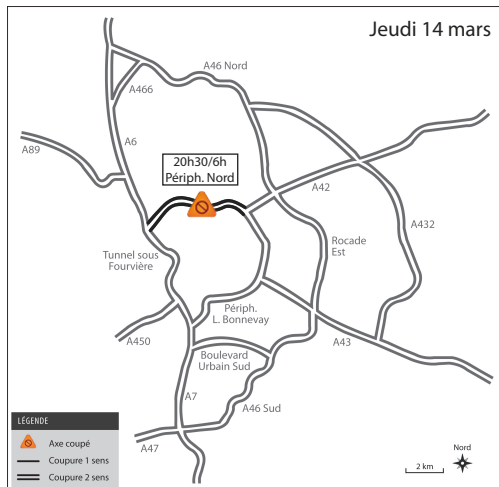 Jeudi 14 mars
A46 Nord
A466
A6
A89
20h30/6h
Périph. Nord
A42
A432
Rocade
Est
Tunnel sous
Fourvière
Périph.
L. Bonnevay
A450
A43
Boulevard
Urbain Sud
A7
A46 Sud
A47
LÉGENDE
Axe coupé
Coupure 1 sens
Coupure 2 sens
Nord
2 km